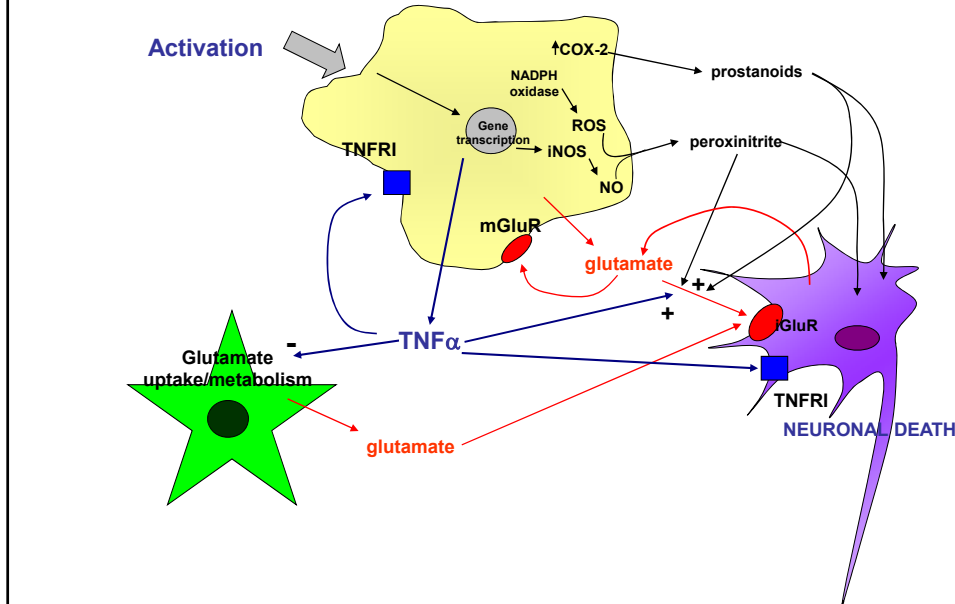 Activation
↑COX-2
prostanoids
NADPH
oxidase
ROS
Gene
transcription
iNOS
peroxinitrite
TNFRI
NO
mGluR
glutamate
+
+
iGluR
TNFα
-
Glutamate
uptake/metabolism
TNFRI
NEURONAL DEATH
glutamate